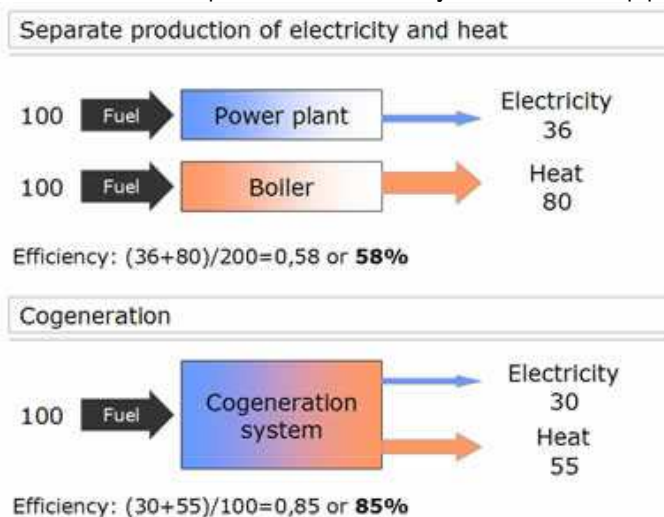 Separate production of electricity and heat
100 Fuel Power plant Electricity
36
100 Fuel Boiler Heat
80
Efficiency: (36+80)/200=0,58 or 58%
Cogeneration
100 Fuel Cogeneration system Electricity
30
Heat
55
Efficiency: (30+55)/100=0,85 or 85%